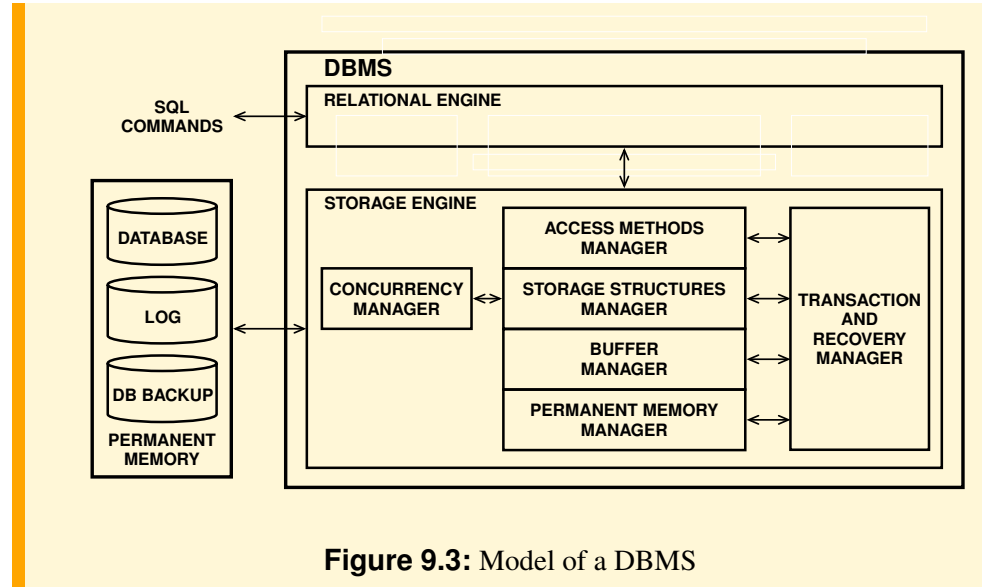 DBMS
RELATIONAL ENGINE
SQL
COMMANDS
STORAGE ENGINE
DATABASE
LOG
DB BACKUP
PERMANENT
MEMORY
CONCURRENCY
MANAGER
ACCESS METHODS
MANAGER
STORAGE STRUCTURES
MANAGER
BUFFER
MANAGER
PERMANENT MEMORY
MANAGER
TRANSACTION
AND
RECOVERY
MANAGER
Figure 9.3: Model of a DBMS